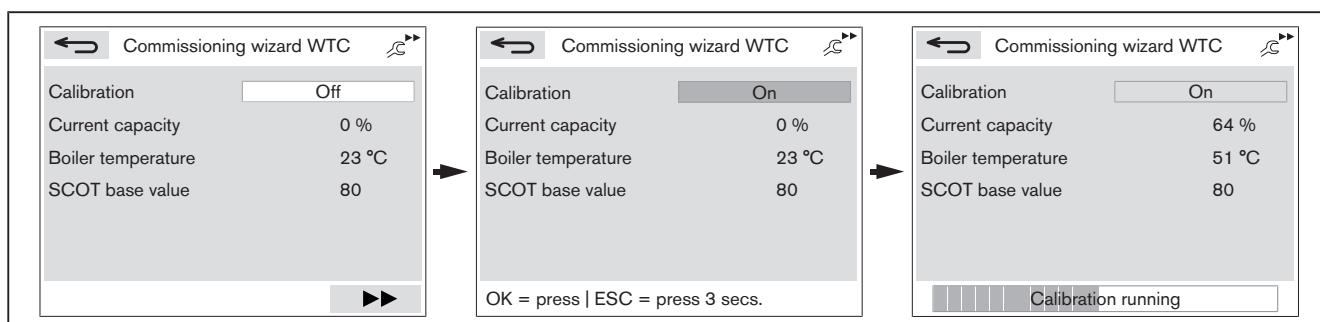 Commissioning wizard WTC
Calibration Off
Current capacity 0 %
Boiler temperature 23 °C
SCOT base value 80
Commissioning wizard WTC
Calibration On
Current capacity 0 %
Boiler temperature 23 °C
SCOT base value 80
OK = press | ESC = press 3 secs.
Commissioning wizard WTC
Calibration On
Current capacity 64 %
Boiler temperature 51 °C
SCOT base value 80
Calibration running